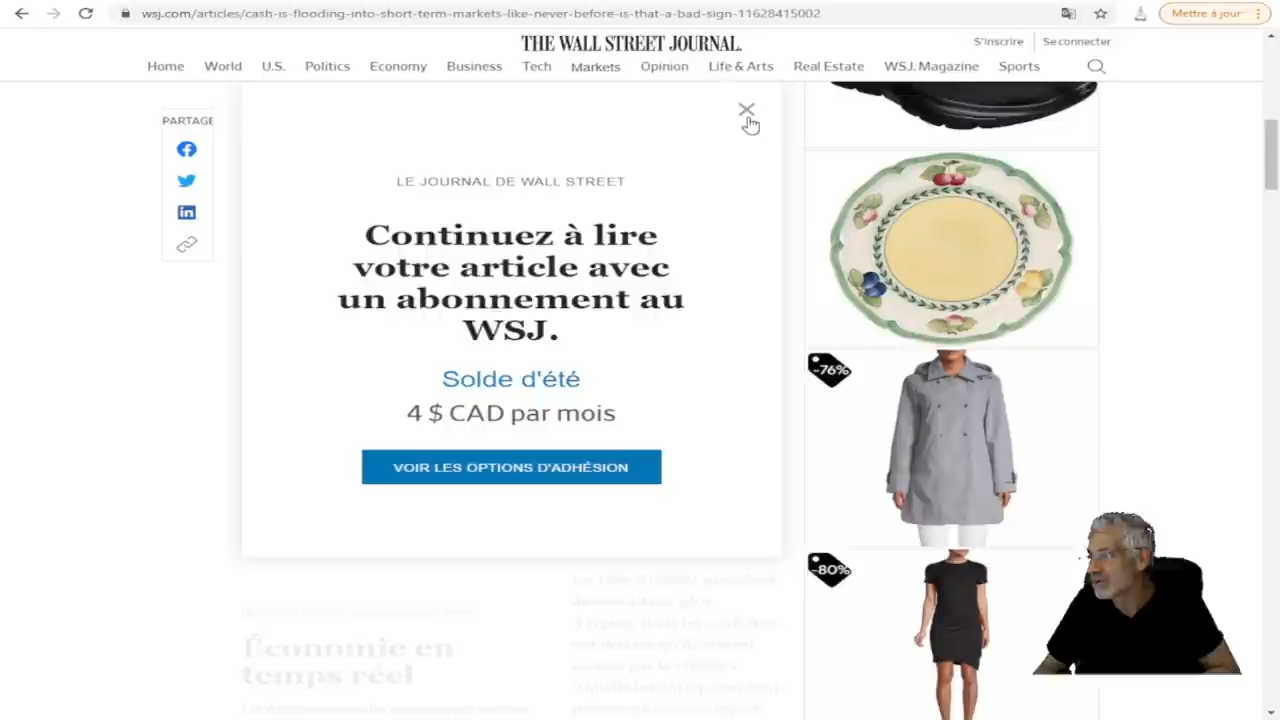 wsj.com/articles/cash-is-flooding-into-short-term-markets-like-never-before-is-that-a-bad-sign-11628415002
Mettre à jour
THE WALL STREET JOURNAL.
S'inscrire
Se connecter
Home World U.S. Politics Economy Business Tech Markets Opinion Life & Arts Real Estate WSJ. Magazine Sports
PARTAGE
LE JOURNAL DE WALL STREET
Continuez à lire
votre article avec
un abonnement au
WSJ.
Solde d'été
4 $ CAD par mois
VOIR LES OPTIONS D'ADHÉSION
-76%
-80%
Économie en
temps réel